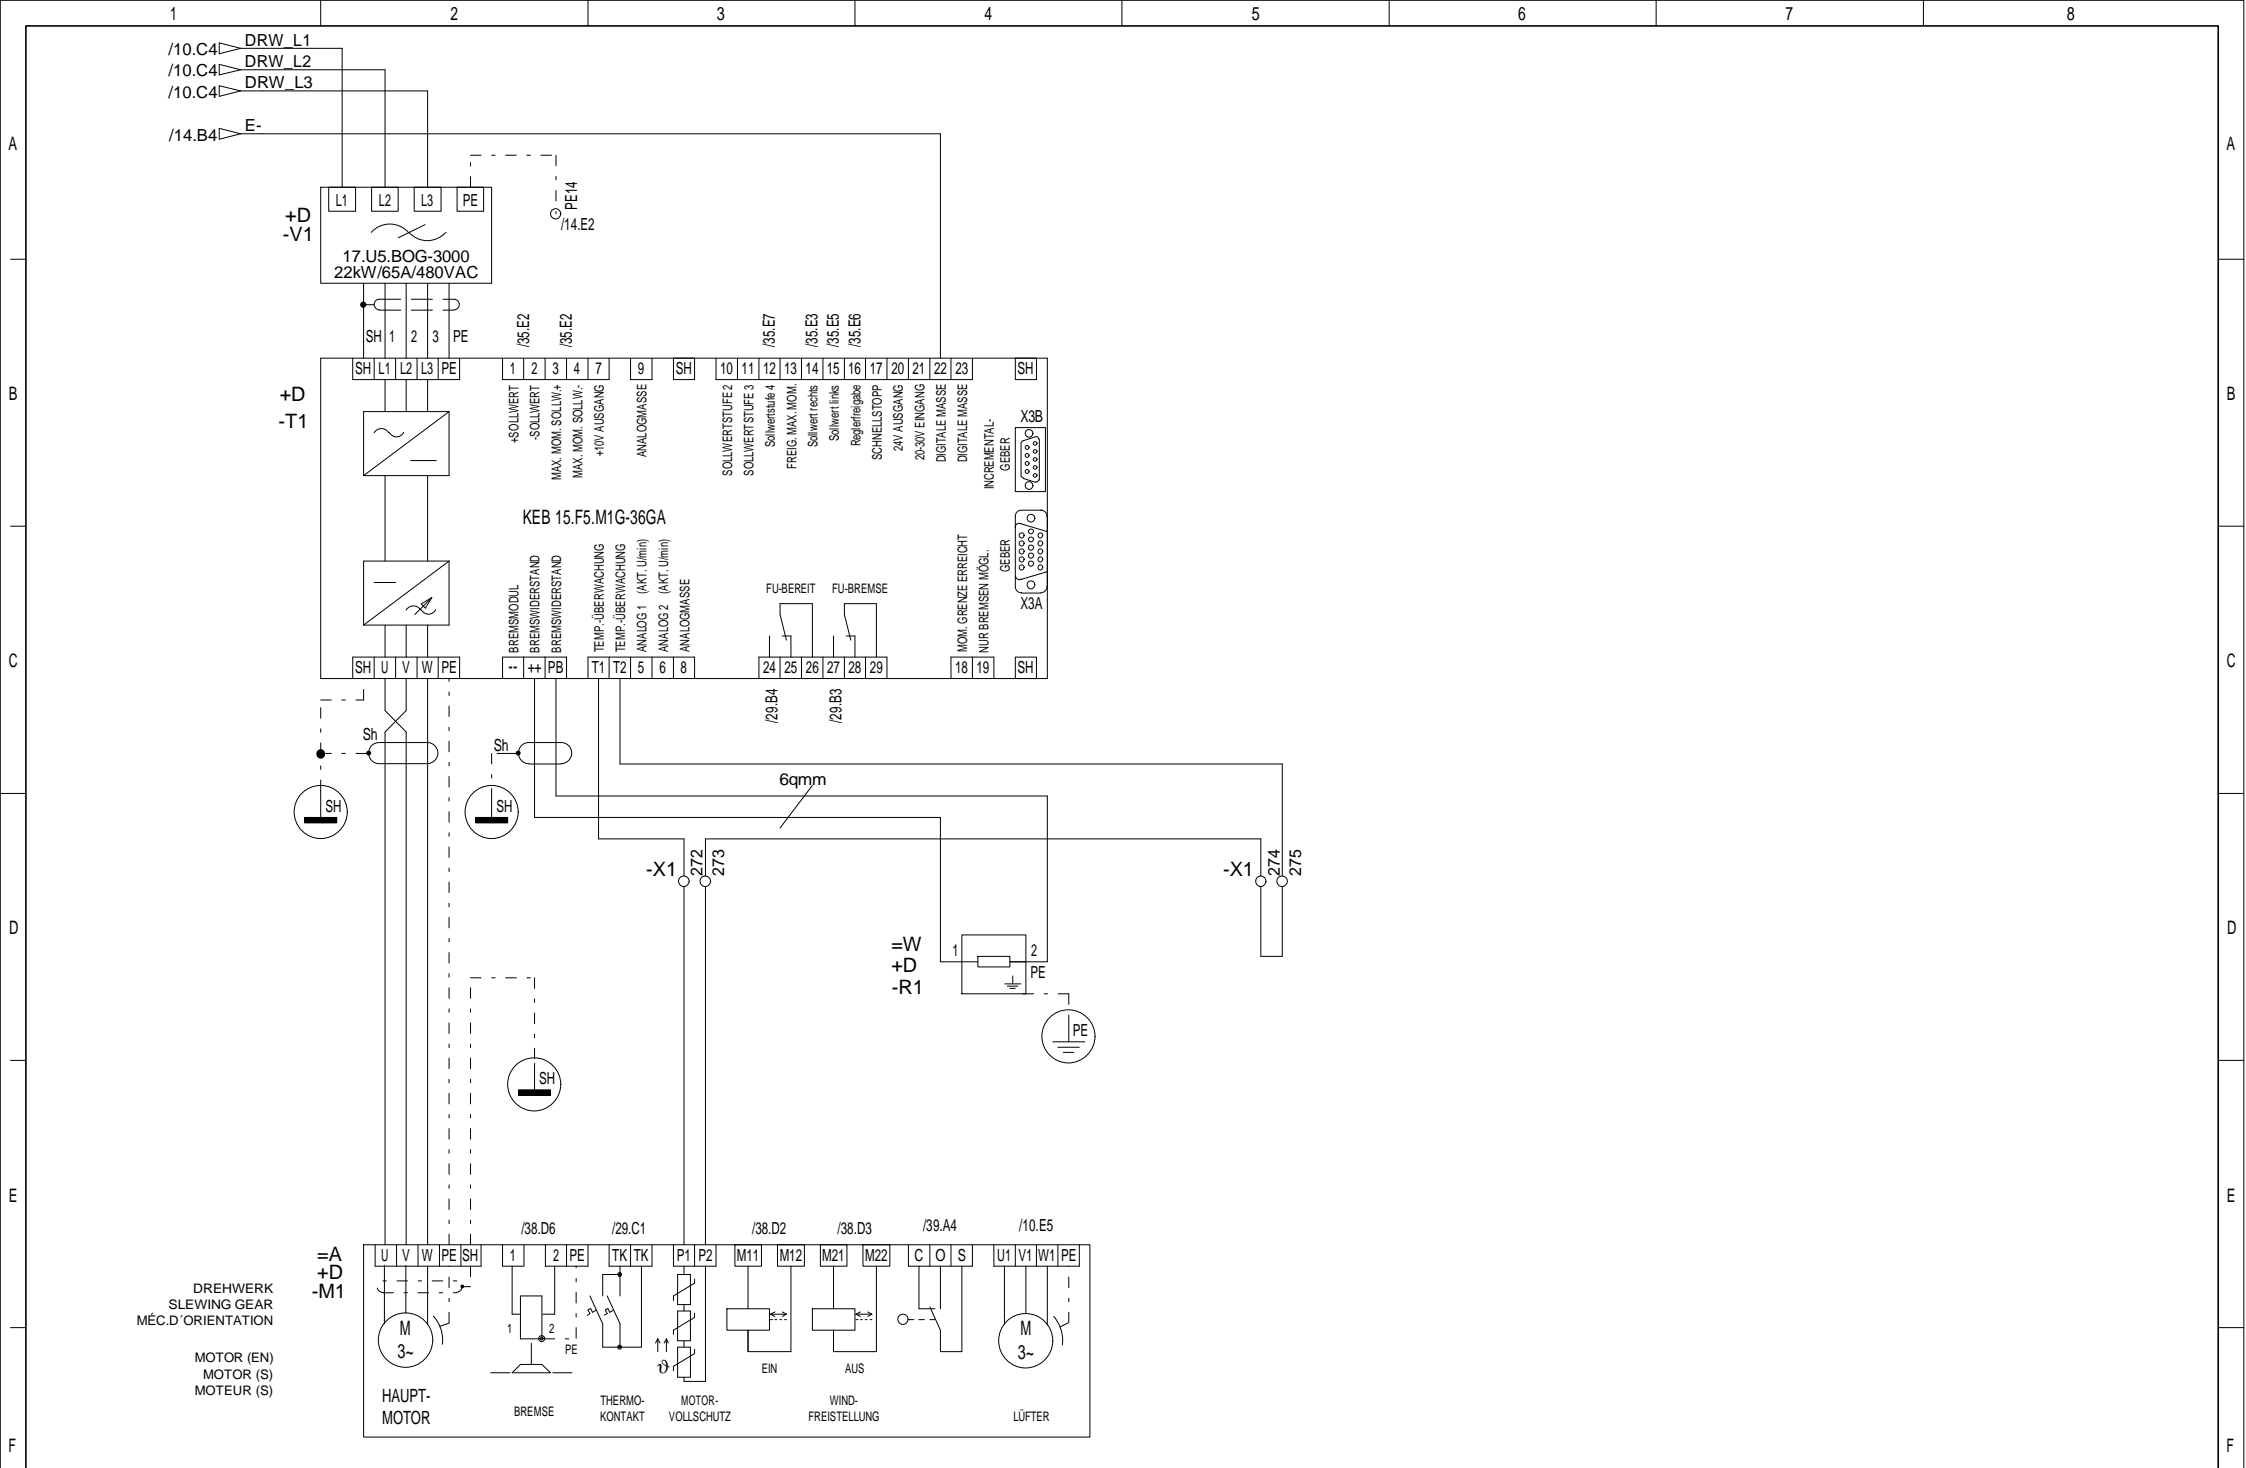 1 2 3 4 5 6 7 8
/10.C4 DRW_L1
/10.C4 DRW_L2
/10.C4 DRW_L3
/14.B4 E-
A A
PE14
/14.E2
L1 L2 L3 PE
+D
-V1
17.U5.BOG-3000
22kW/65A/480VAC
SH 1 2 3 PE
/35.E2 /35.E2 /35.E7 /35.E3 /35.E5 /35.E6
SH L1 L2 L3 PE 1 2 3 4 7 9 SH 10 11 12 13 14 15 16 17 20 21 22 23 SH
B B
+D
-T1
+SOLLWERT
-SOLLWERT
MAX. MOM. SOLLW.+
MAX. MOM. SOLLW.-
+10V AUSGANG
ANALOGMASSE
SOLLWERTSTUFE 2
SOLLWERTSTUFE 3
Sollwertstufe 4
FREIG. MAX. MOM.
Sollwert rechts
Sollwert links
Reglerfreigabe
SCHNELLSTOPP
24V AUSGANG
20-30V EINGANG
DIGITALE MASSE
DIGITALE MASSE
INCREMENTAL-
GEBER
X3B
KEB 15.F5.M1G-36GA
BREMSMODUL
BREMSWIDERSTAND
BREMSWIDERSTAND
TEMP.-ÜBERWACHUNG
TEMP.-ÜBERWACHUNG
ANALOG 1 (AKT. U/min)
ANALOG 2 (AKT. U/min)
ANALOGMASSE
FU-BEREIT FU-BREMSE
MOM. GRENZE ERREICHT
NUR BREMSEN MÖGL.
GEBER
X3A
C C
SH U V W PE -- ++ PB T1 T2 5 6 8 24 25 26 27 28 29 18 19 SH
/29.B4 /29.B3
Sh Sh
SH SH
6qmm
-X1 272 273
-X1 274 275
D D
=W
+D
-R1
1 2
PE
PE
SH
E E
/38.D6 /29.C1 /38.D2 /38.D3 /39.A4 /10.E5
=A
+D
-M1
U V W PE SH 1 2 PE TK TK P1 P2 M11 M12 M21 M22 C O S U1 V1 W1 PE
DREHWERK
SLEWING GEAR
MÉC.D´ORIENTATION
M
3~
1 2
PE
ϑ
EIN AUS
M
3~
MOTOR (EN)
MOTOR (S)
MOTEUR (S)
HAUPT-
MOTOR
BREMSE
THERMO-
KONTAKT
MOTOR-
VOLLSCHUTZ
WIND-
FREISTELLUNG
LÜFTER
F F